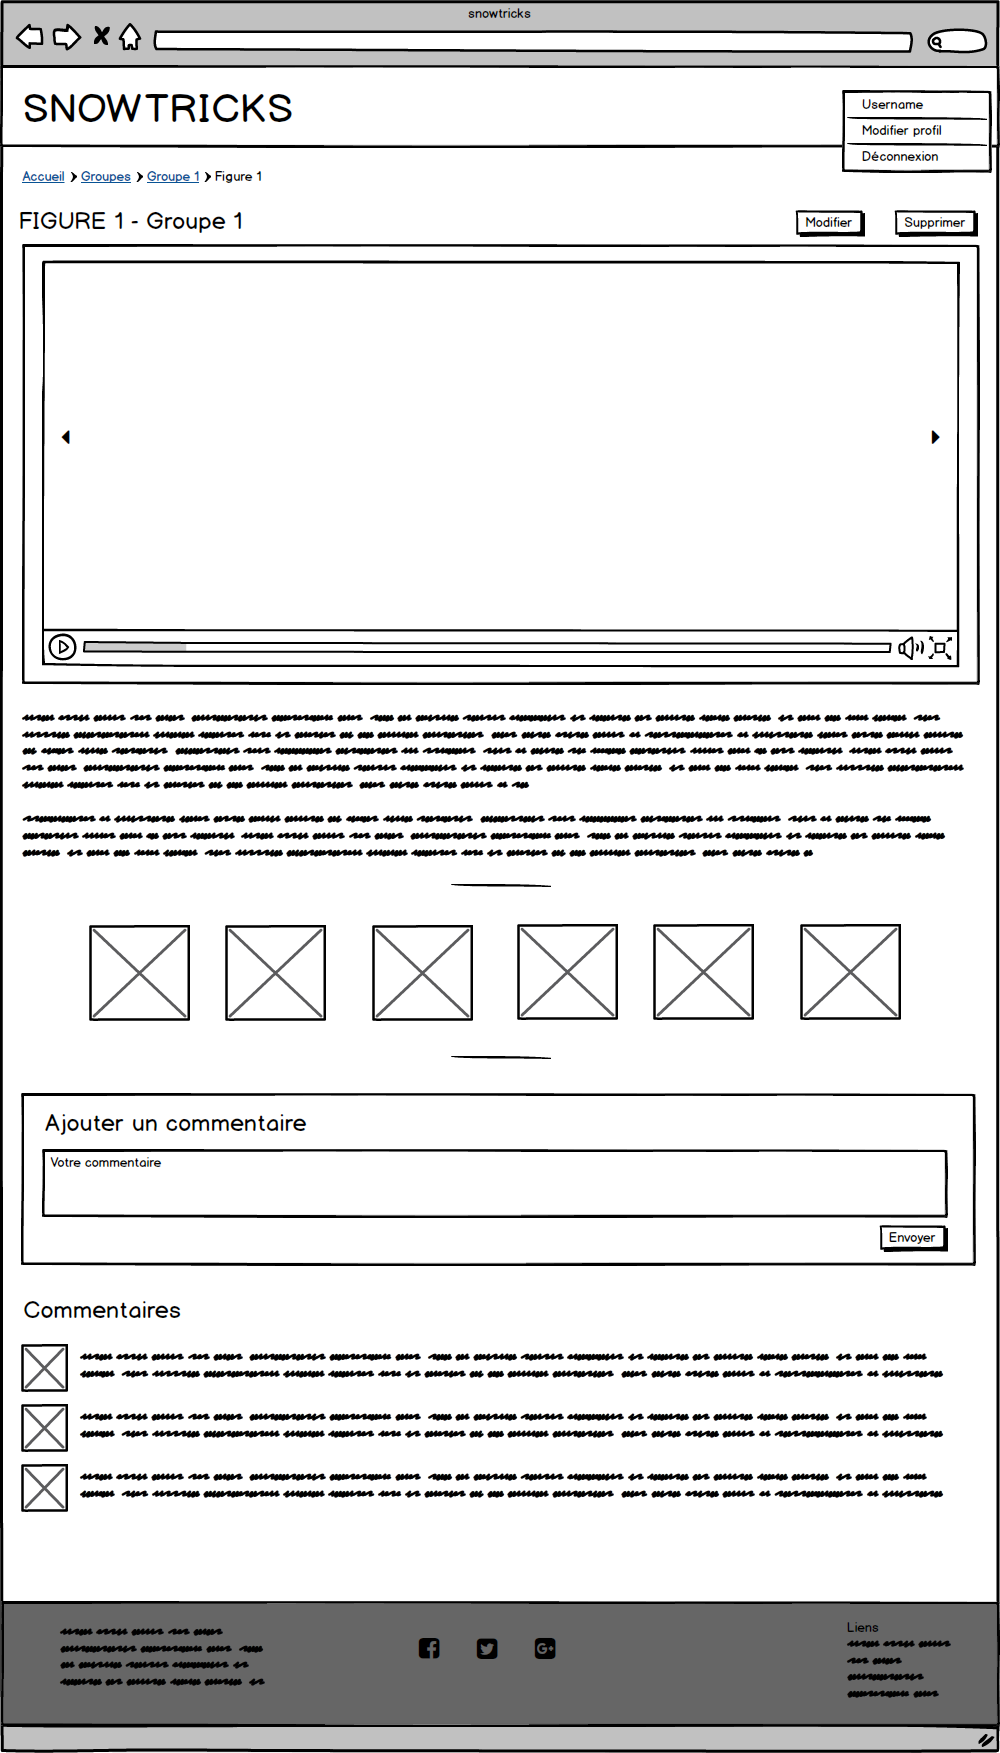 snowtricks
SNOWTRICKS
Username
Modifier profil
Déconnexion
Accueil Groupes Groupe 1 Figure 1
FIGURE 1 - Groupe 1
Modifier
Supprimer
Ajouter un commentaire
Votre commentaire
Envoyer
Commentaires
Liens